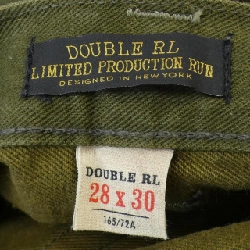 DOUBLE RL
LIMITED PRODUCTION RUN
DESIGNED IN NEW YORK
DOUBLE RL
28 x 30
165/72A